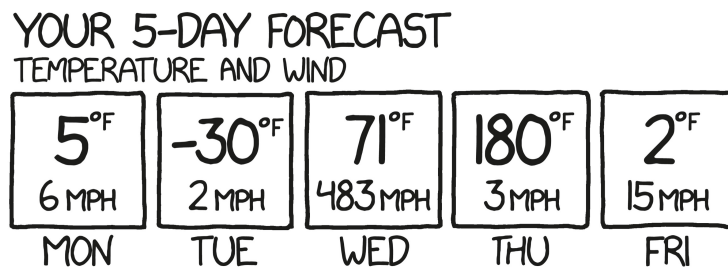 YOUR 5-DAY FORECAST
TEMPERATURE AND WIND
5°F -30°F 71°F 180°F 2°F
6 MPH 2 MPH 483 MPH 3 MPH 15 MPH
MON TUE WED THU FRI